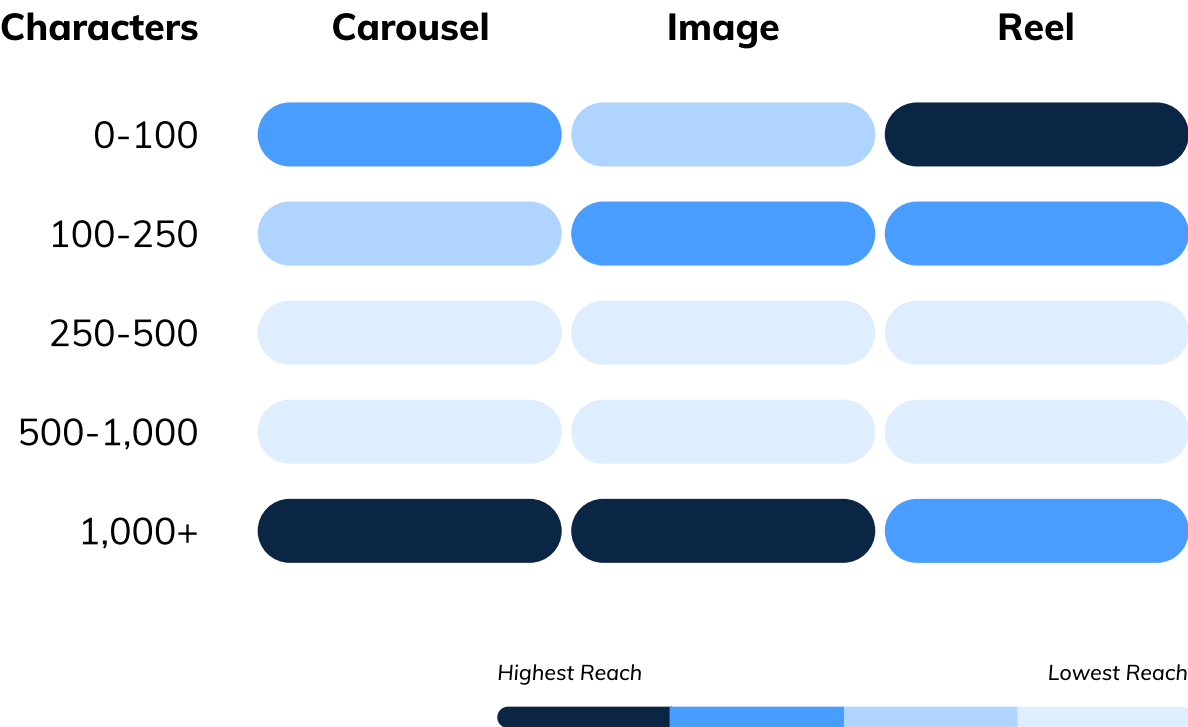 Characters Carousel Image Reel
0-100
100-250
250-500
500-1,000
1,000+
Highest Reach Lowest Reach